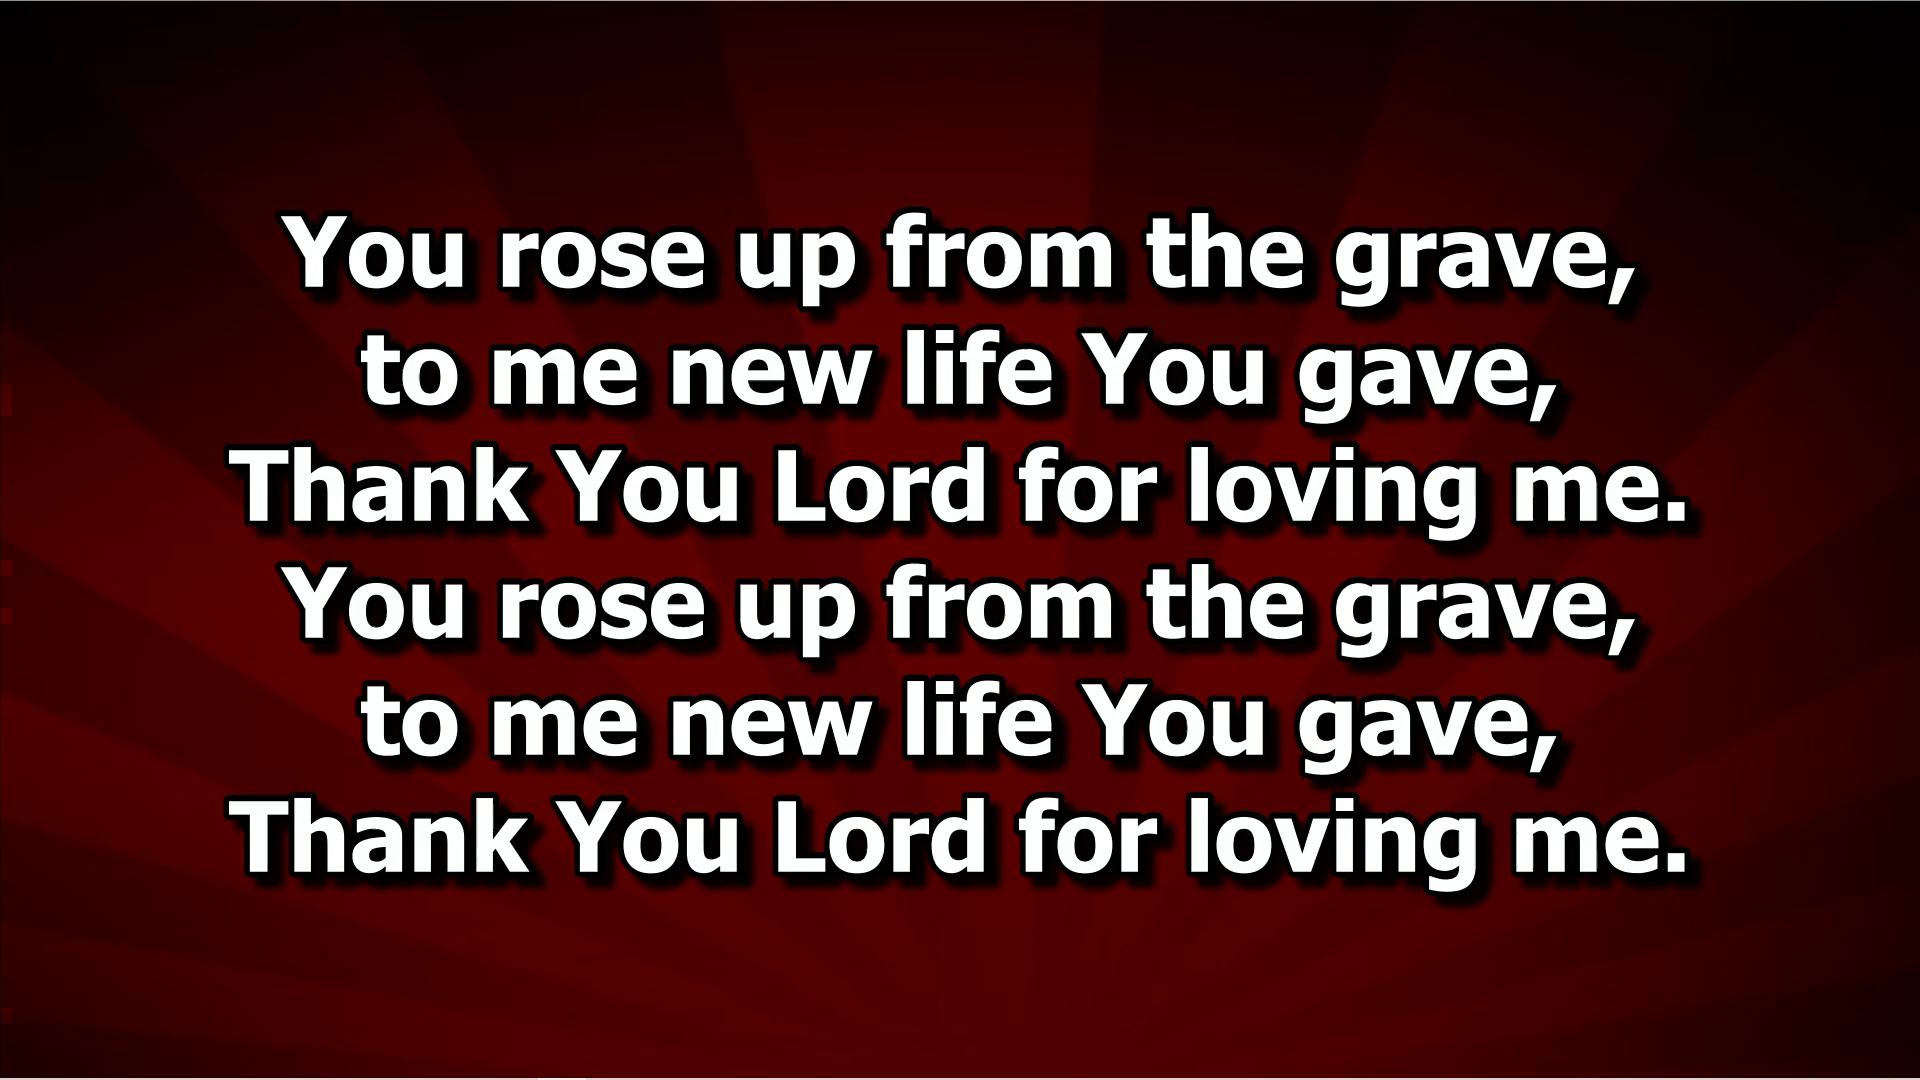 You rose up from the grave,
to me new life You gave,
Thank You Lord for loving me.
You rose up from the grave,
to me new life You gave,
Thank You Lord for loving me.